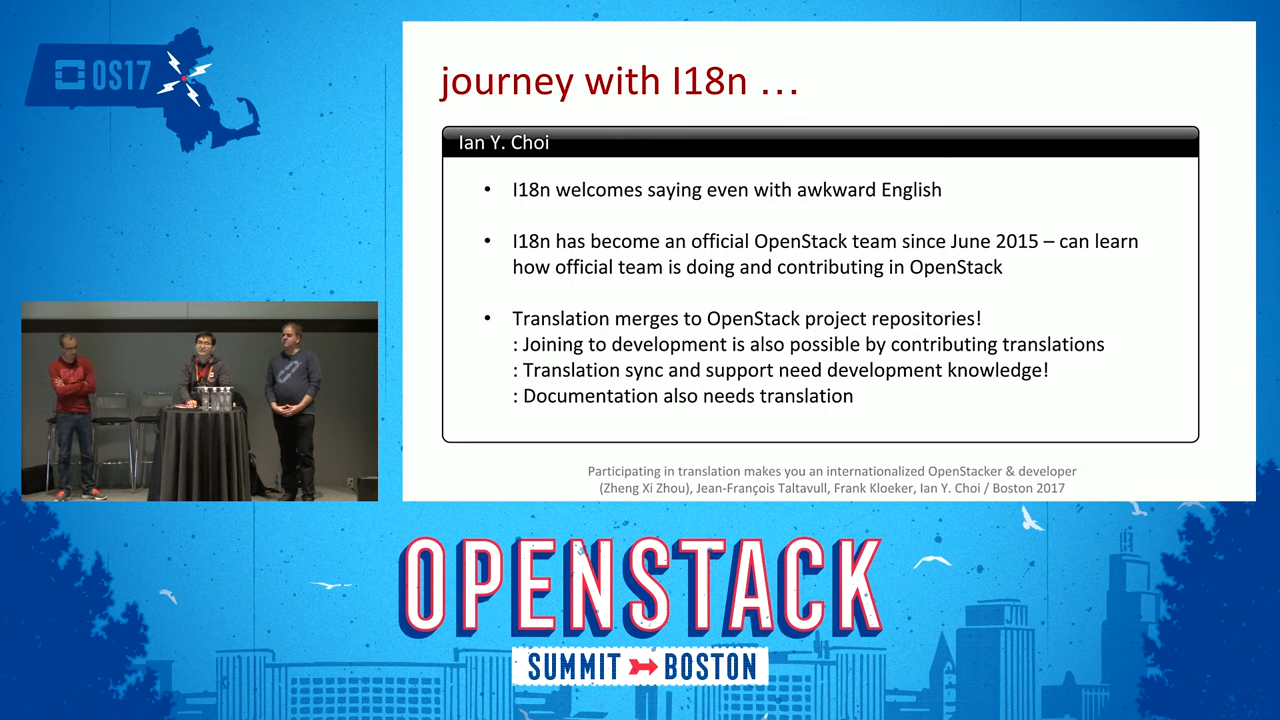 OS17
journey with I18n …
Ian Y. Choi
• I18n welcomes saying even with awkward English
• I18n has become an official OpenStack team since June 2015 – can learn
how official team is doing and contributing in OpenStack
• Translation merges to OpenStack project repositories!
: Joining to development is also possible by contributing translations
: Translation sync and support need development knowledge!
: Documentation also needs translation
Participating in translation makes you an internationalized OpenStacker & developer
(Zheng Xi Zhou), Jean-François Taltavull, Frank Kloeker, Ian Y. Choi / Boston 2017
OPENSTACK
SUMMIT BOSTON